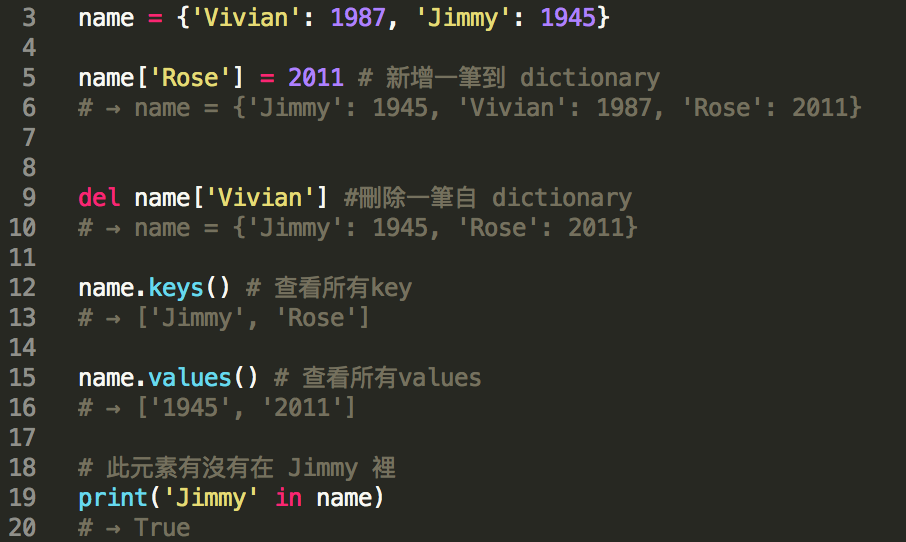 3 name = {'Vivian': 1987, 'Jimmy': 1945}
4
5 name['Rose'] = 2011 # 新增一筆到 dictionary
6 # → name = {'Jimmy': 1945, 'Vivian': 1987, 'Rose': 2011}
7
8
9 del name['Vivian'] #刪除一筆自 dictionary
10 # → name = {'Jimmy': 1945, 'Rose': 2011}
11
12 name.keys() # 查看所有key
13 # → ['Jimmy', 'Rose']
14
15 name.values() # 查看所有values
16 # → ['1945', '2011']
17
18 # 此元素有沒有在 Jimmy 裡
19 print('Jimmy' in name)
20 # → True